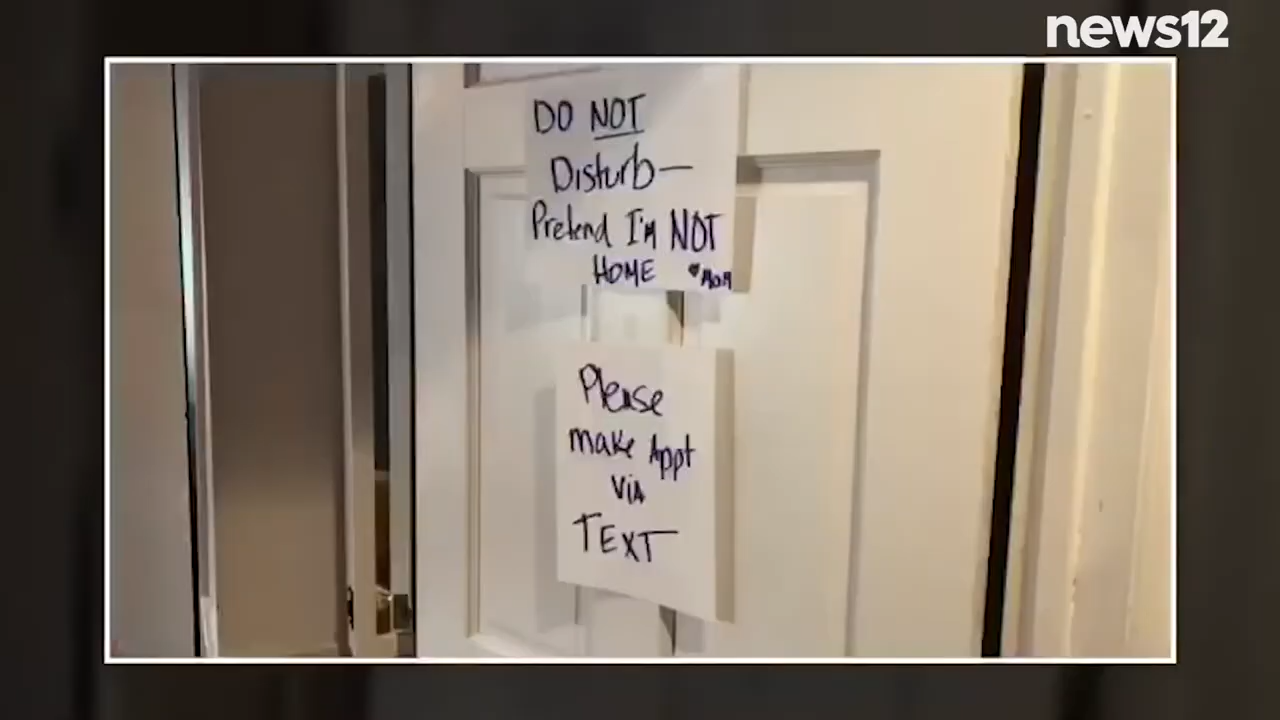 news12
DO NOT
Disturb—
Pretend I'm NOT
HOME ♥MOM
Please
make Appt
via
TEXT